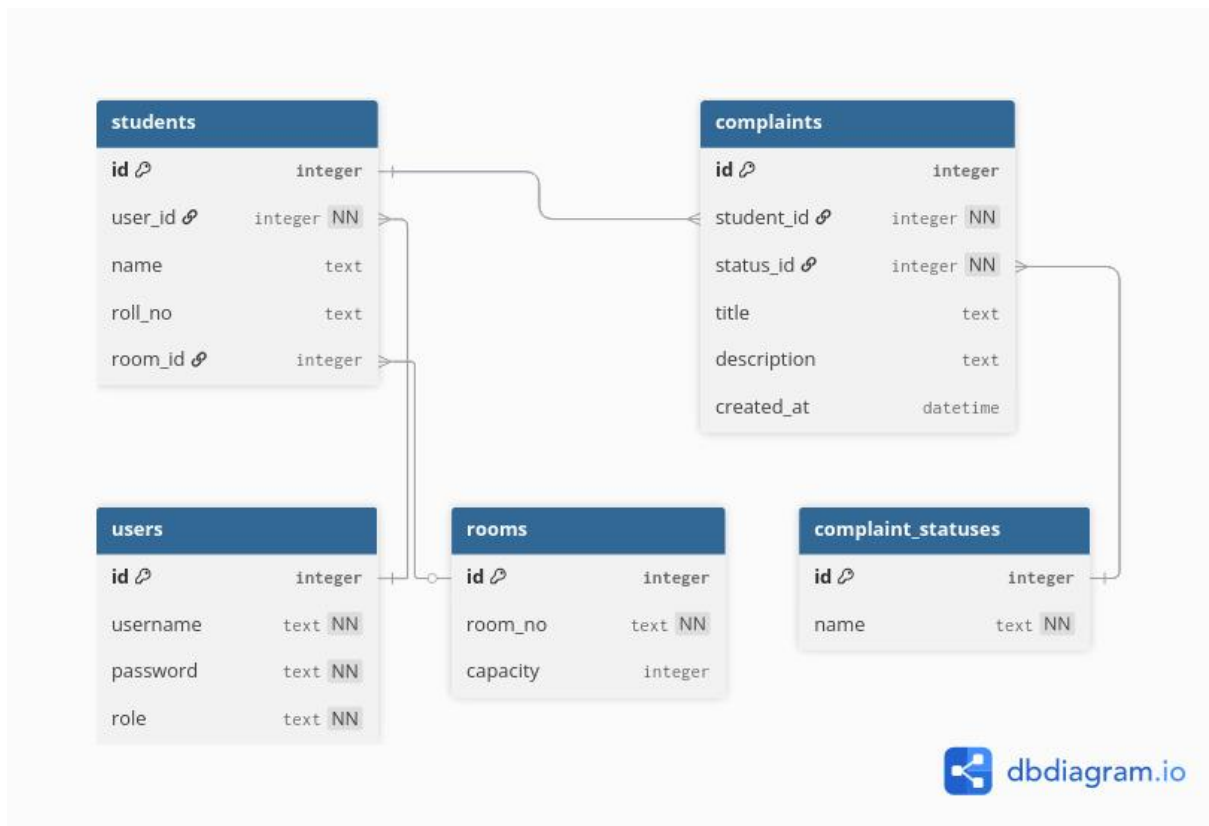 students
id integer
user_id integer NN
name text
roll_no text
room_id integer
complaints
id integer
student_id integer NN
status_id integer NN
title text
description text
created_at datetime
users
id integer
username text NN
password text NN
role text NN
rooms
id integer
room_no text NN
capacity integer
complaint_statuses
id integer
name text NN
dbdiagram.io